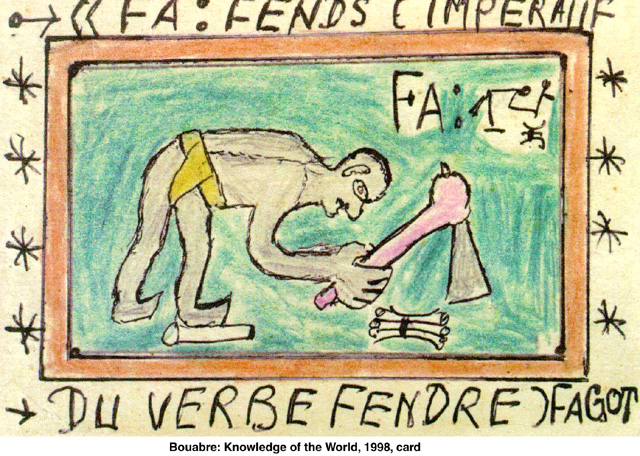 « FA : FENDS (IMPERATIF
FA:
DU VERBE FENDRE) FAGOT
Bouabre: Knowledge of the World, 1998, card